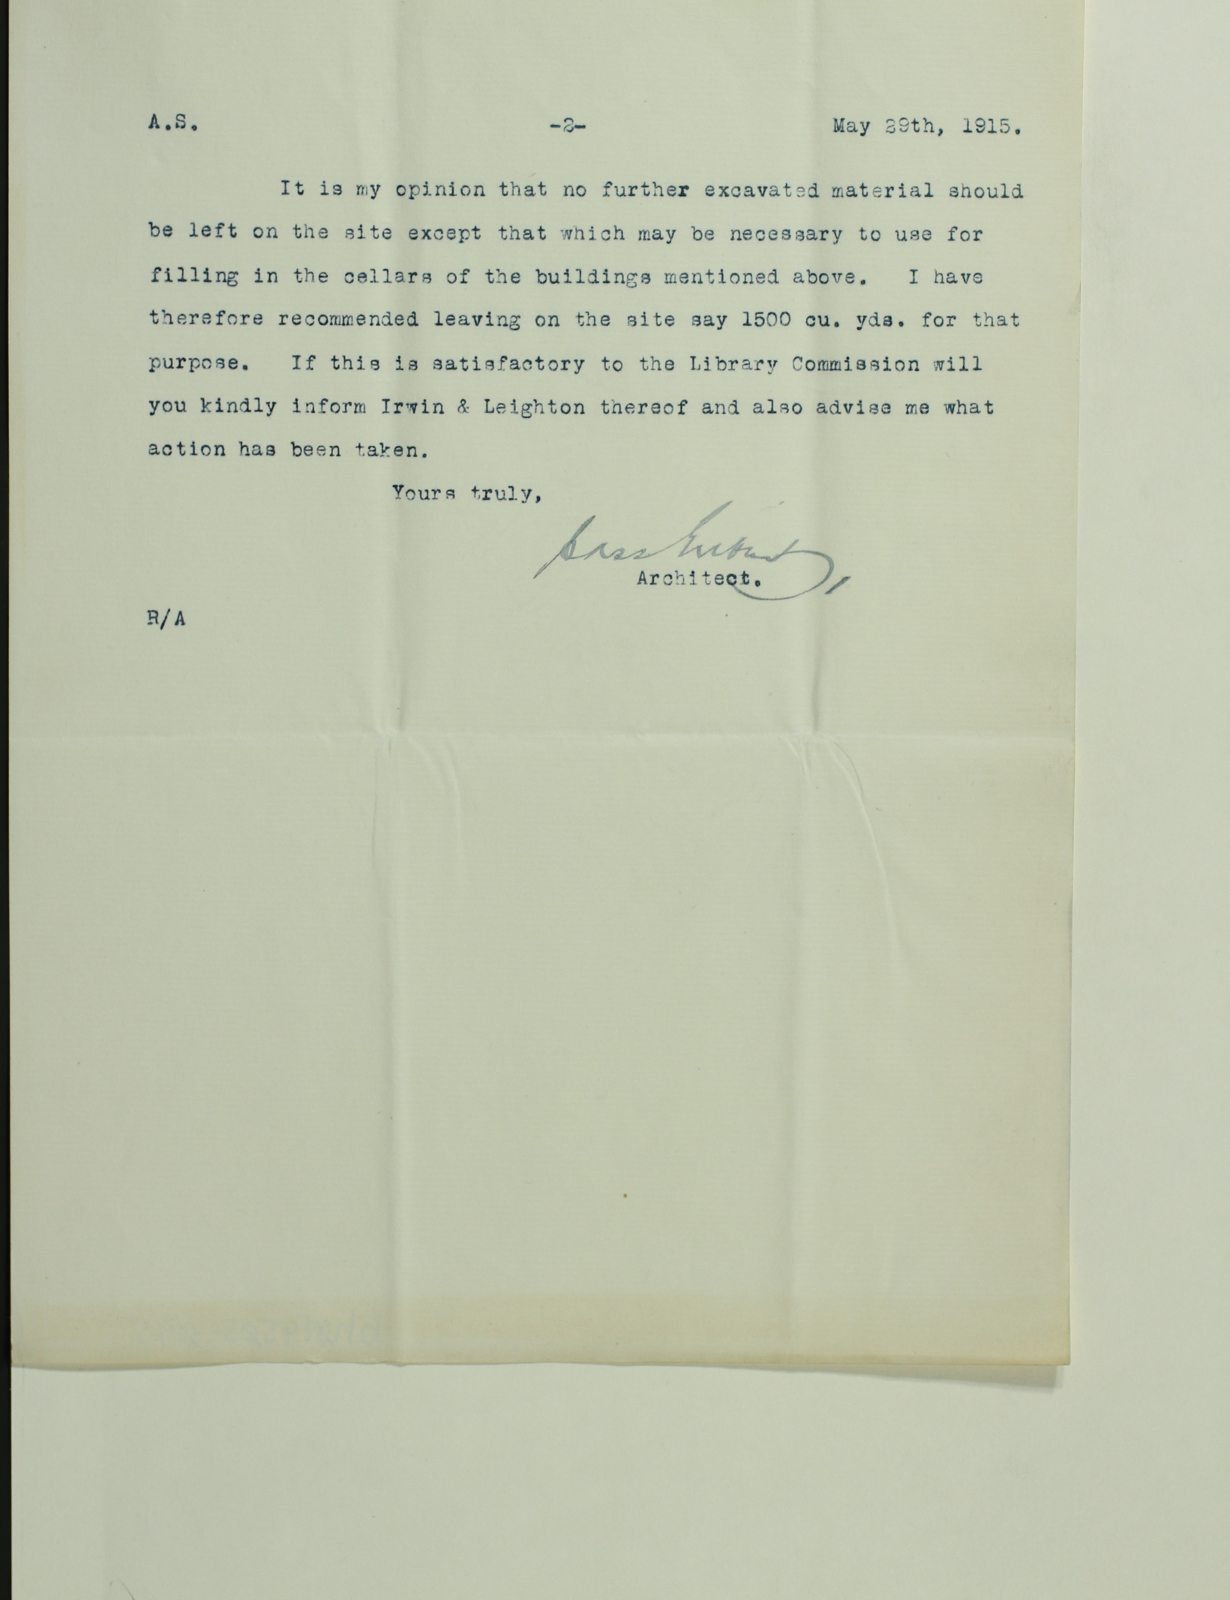 A.S. -2- May 29th, 1915.
It is my opinion that no further excavated material should
be left on the site except that which may be necessary to use for
filling in the cellars of the buildings mentioned above. I have
therefore recommended leaving on the site say 1500 cu. yds. for that
purpose. If this is satisfactory to the Library Commission will
you kindly inform Irwin & Leighton thereof and also advise me what
action has been taken.
Yours truly,
Cass Gilbert
Architect.
R/A